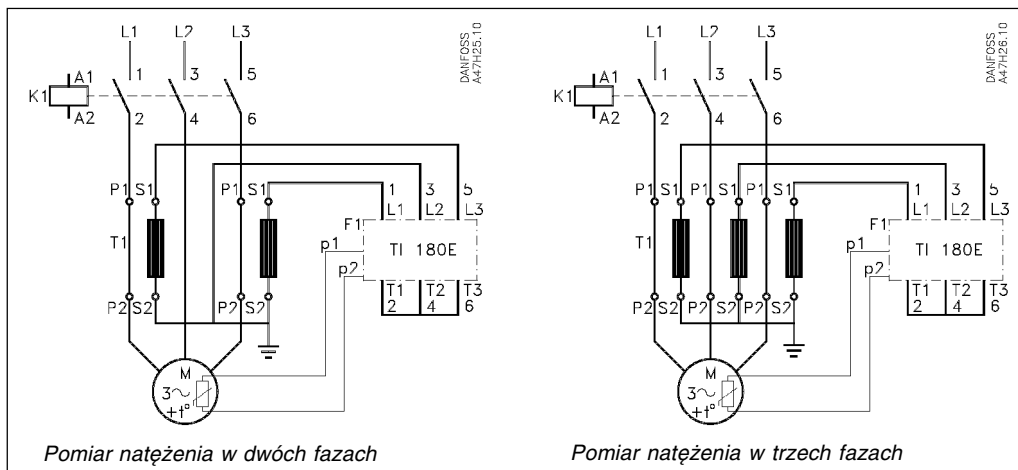 L1 L2 L3
DANFOSS
A47H25.10
K1 A1 1 3 5
A2 2 4 6
P1 S1 P1 S1 1 3 5
L1 L2 L3
F1
T1 p1 TI 180E
p2
T1 T2 T3
P2 S2 P2 S2 2 4 6
M
3~
+t°
Pomiar natężenia w dwóch fazach
L1 L2 L3
DANFOSS
A47H26.10
K1 A1 1 3 5
A2 2 4 6
P1 S1 P1 S1 P1 S1 1 3 5
L1 L2 L3
F1
T1 p1 TI 180E
p2
T1 T2 T3
P2 S2 P2 S2 P2 S2 2 4 6
M
3~
+t°
Pomiar natężenia w trzech fazach